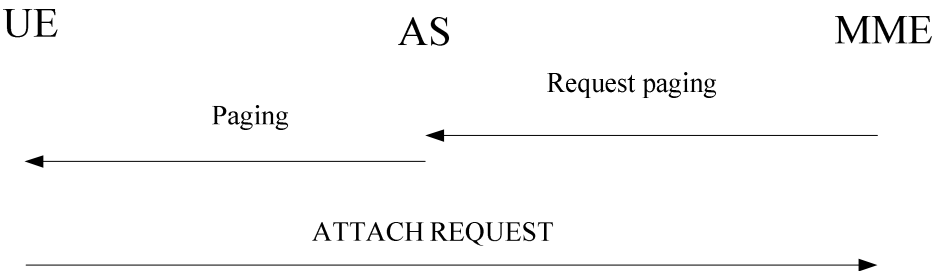 UE
AS
MME
Request paging
Paging
ATTACH REQUEST